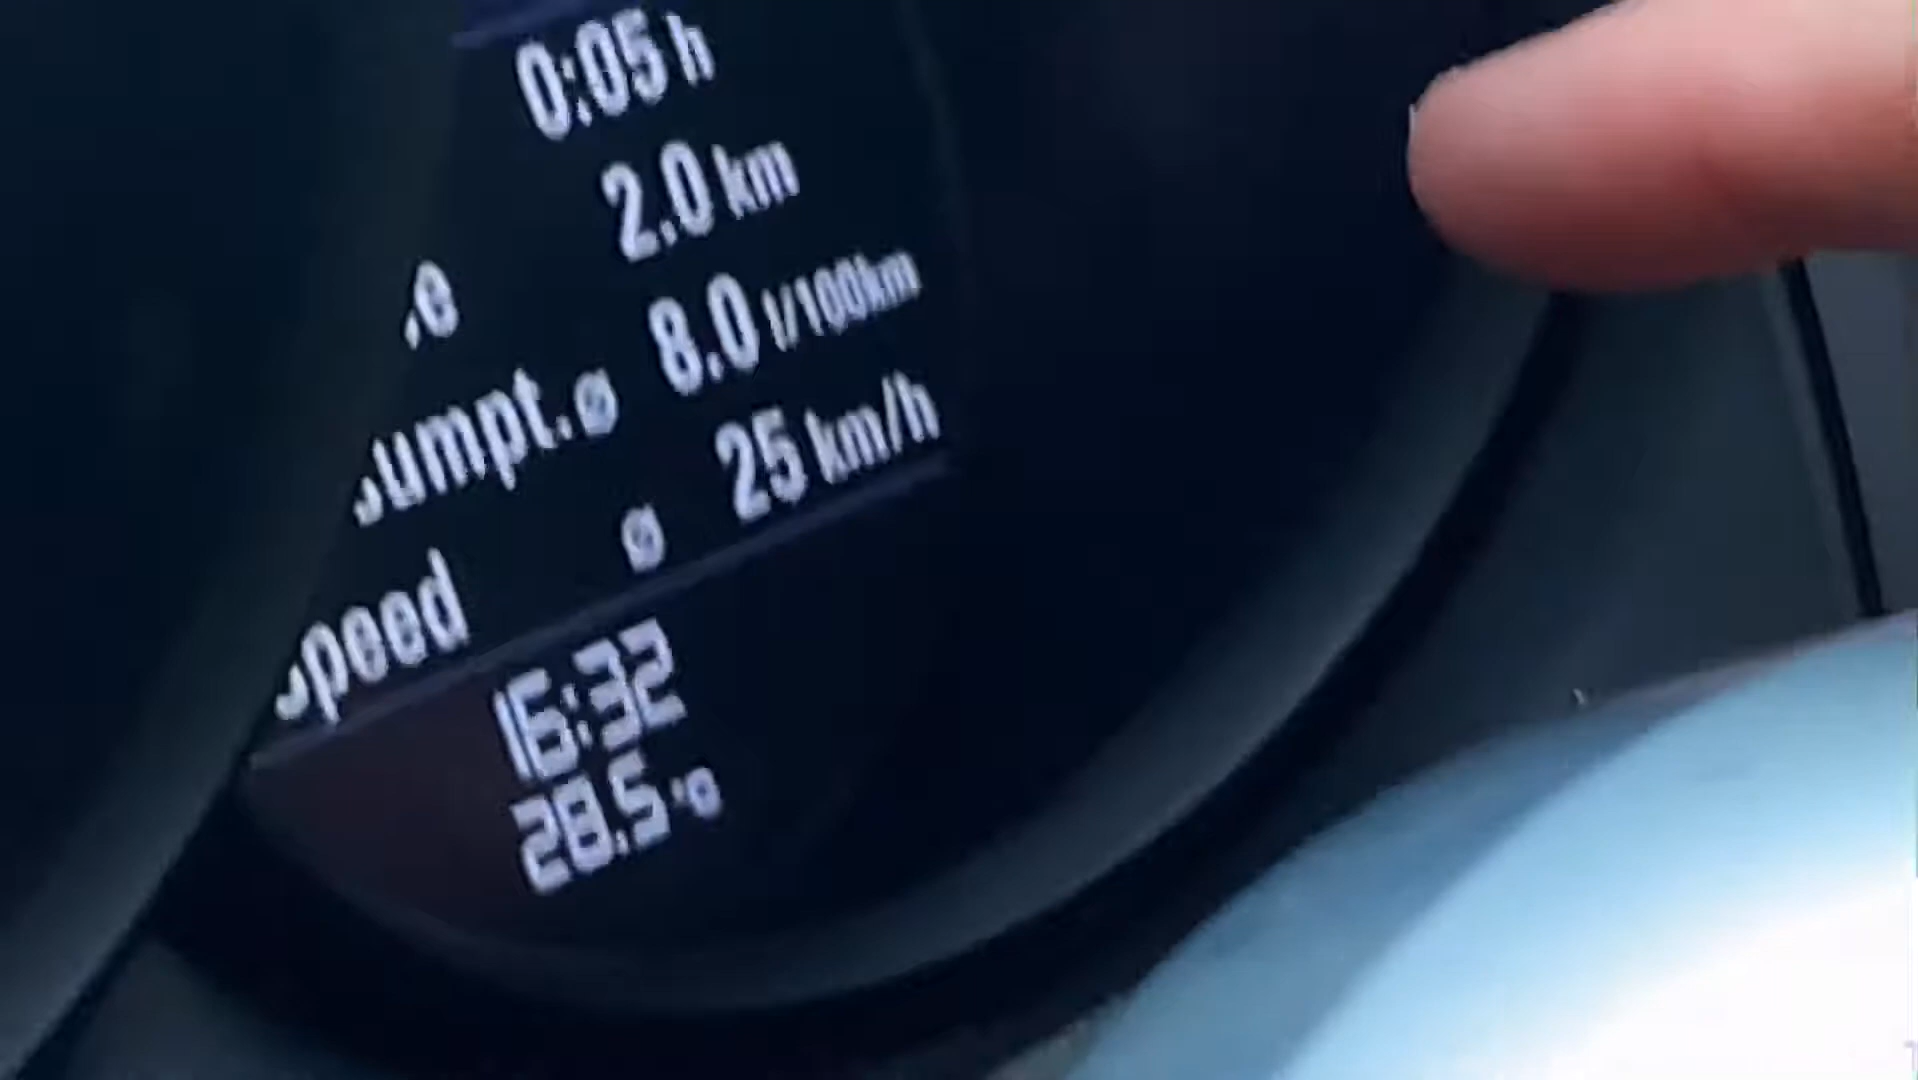 0:05 h
2.0 km
e
umpt. ø 8.0 l/100km
peed ø 25 km/h
16:32
28.5 °